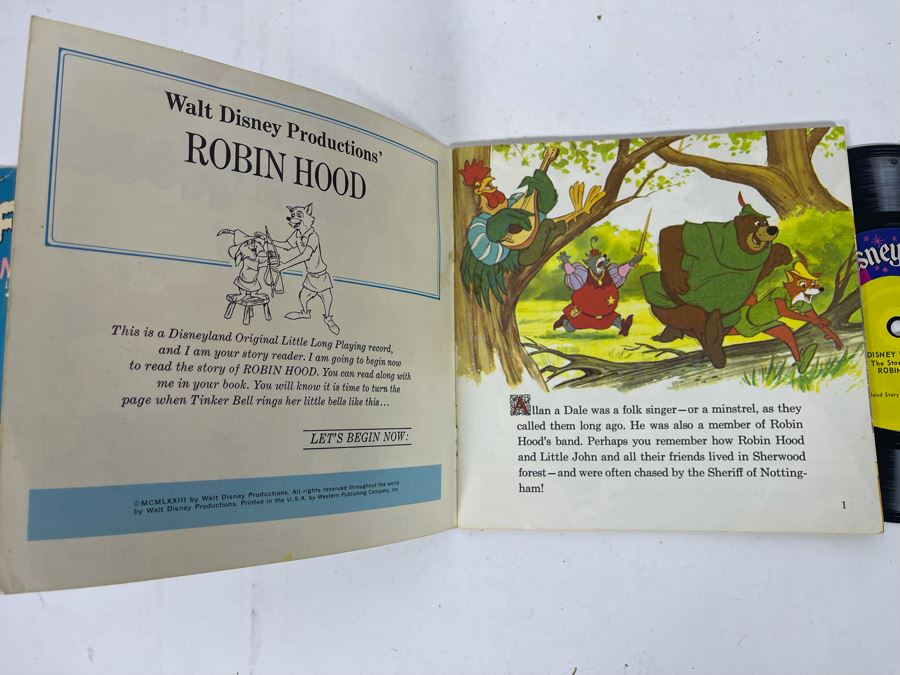 Walt Disney Productions'
ROBIN HOOD
This is a Disneyland Original Little Long Playing record,
and I am your story reader. I am going to begin now
to read the story of ROBIN HOOD. You can read along with
me in your book. You will know it is time to turn the
page when Tinker Bell rings her little bells like this...
LET'S BEGIN NOW:
©MCMLXXIII by Walt Disney Productions. All rights reserved throughout the world
by Walt Disney Productions. Printed in the U.S.A. by Western Publishing Company, Inc
Allan a Dale was a folk singer—or a minstrel, as they
called them long ago. He was also a member of Robin
Hood's band. Perhaps you remember how Robin Hood
and Little John and all their friends lived in Sherwood
forest—and were often chased by the Sheriff of Notting-
ham!
1
sney
DISNEY
The Sto
ROBIN
land Story